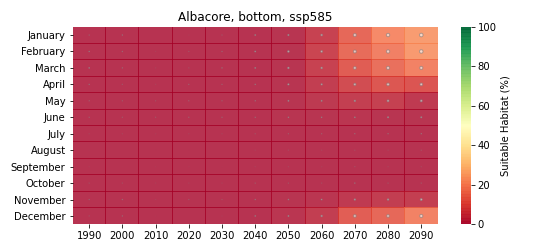 Albacore, bottom, ssp585
January
February
March
April
May
June
July
August
September
October
November
December
1990 2000 2010 2020 2030 2040 2050 2060 2070 2080 2090
100
80
60
40
20
0
Suitable Habitat (%)